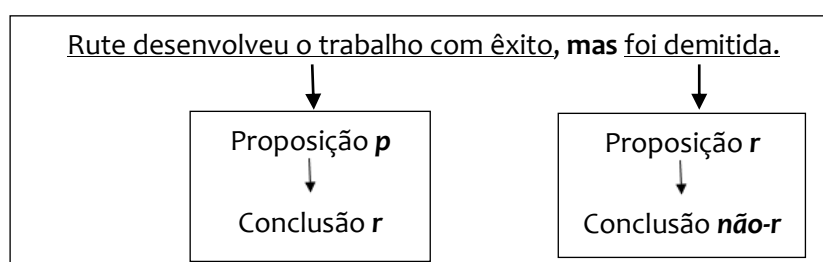 Rute desenvolveu o trabalho com êxito, mas foi demitida.
Proposição p
Conclusão r
Proposição r
Conclusão não-r